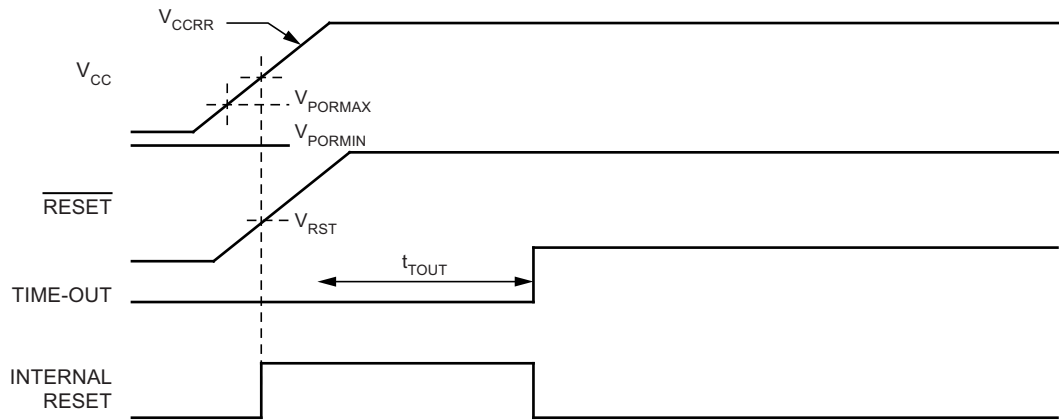 VCCRR
VCC
VPORMAX
VPORMIN
RESET
VRST
tTOUT
TIME-OUT
INTERNAL
RESET